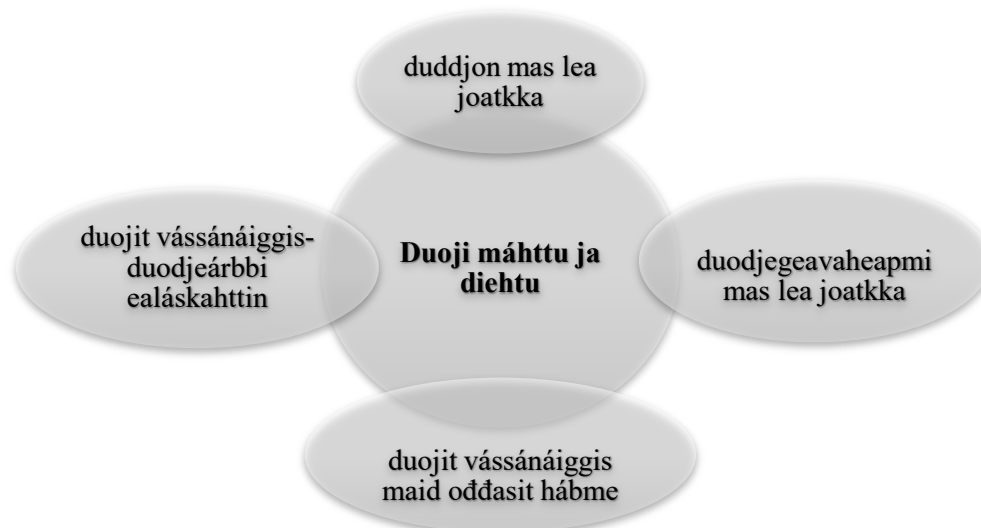 duddjon mas lea
joatkka
duojit vássánáiggis-
duodjeárbbi
ealáskahttin
Duoji máhttu ja
diehtu
duodjegeavaheapmi
mas lea joatkka
duojit vássánáiggis
maid ođđasit hábme